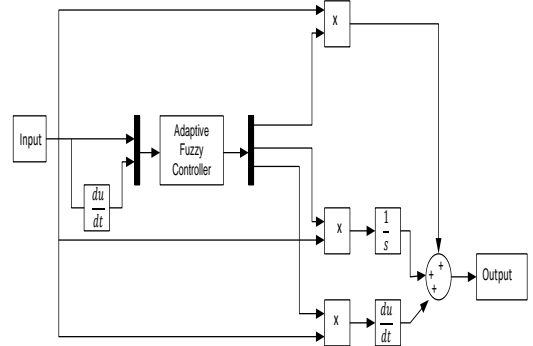 x
Input
Adaptive
Fuzzy
Controller
du
dt
x
1
s
+
+
+
Output
x
du
dt